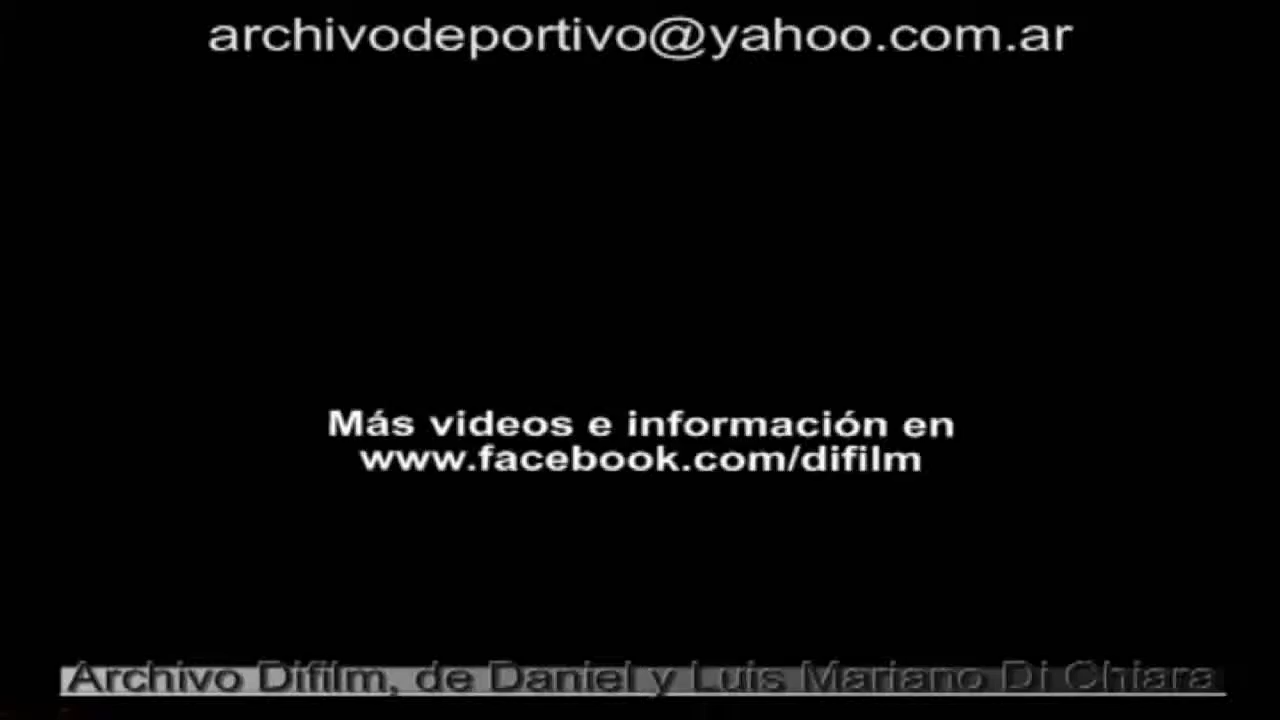 archivodeportivo@yahoo.com.ar
Más videos e información en
www.facebook.com/difilm
Archivo Difilm, de Daniel y Luis Mariano Di Chiara